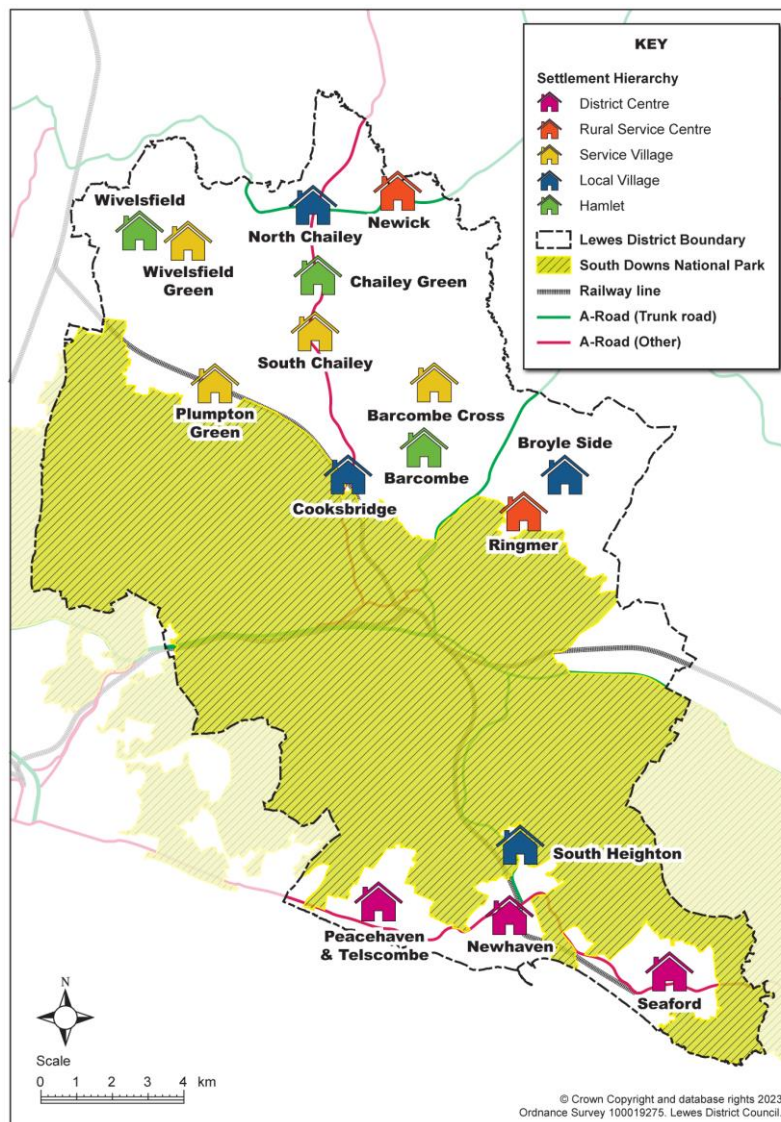 KEY
Settlement Hierarchy
District Centre
Rural Service Centre
Service Village
Local Village
Hamlet
Lewes District Boundary
South Downs National Park
Railway line
A-Road (Trunk road)
A-Road (Other)
Wivelsfield
Wivelsfield
Green
North Chailey
Newick
Chailey Green
South Chailey
Plumpton
Green
Barcombe Cross
Barcombe
Cooksbridge
Broyle Side
Ringmer
South Heighton
Peacehaven
& Telscombe
Newhaven
Seaford
N
Scale
0 1 2 4 km
© Crown Copyright and database rights 2023
Ordnance Survey 100019275. Lewes District Council.